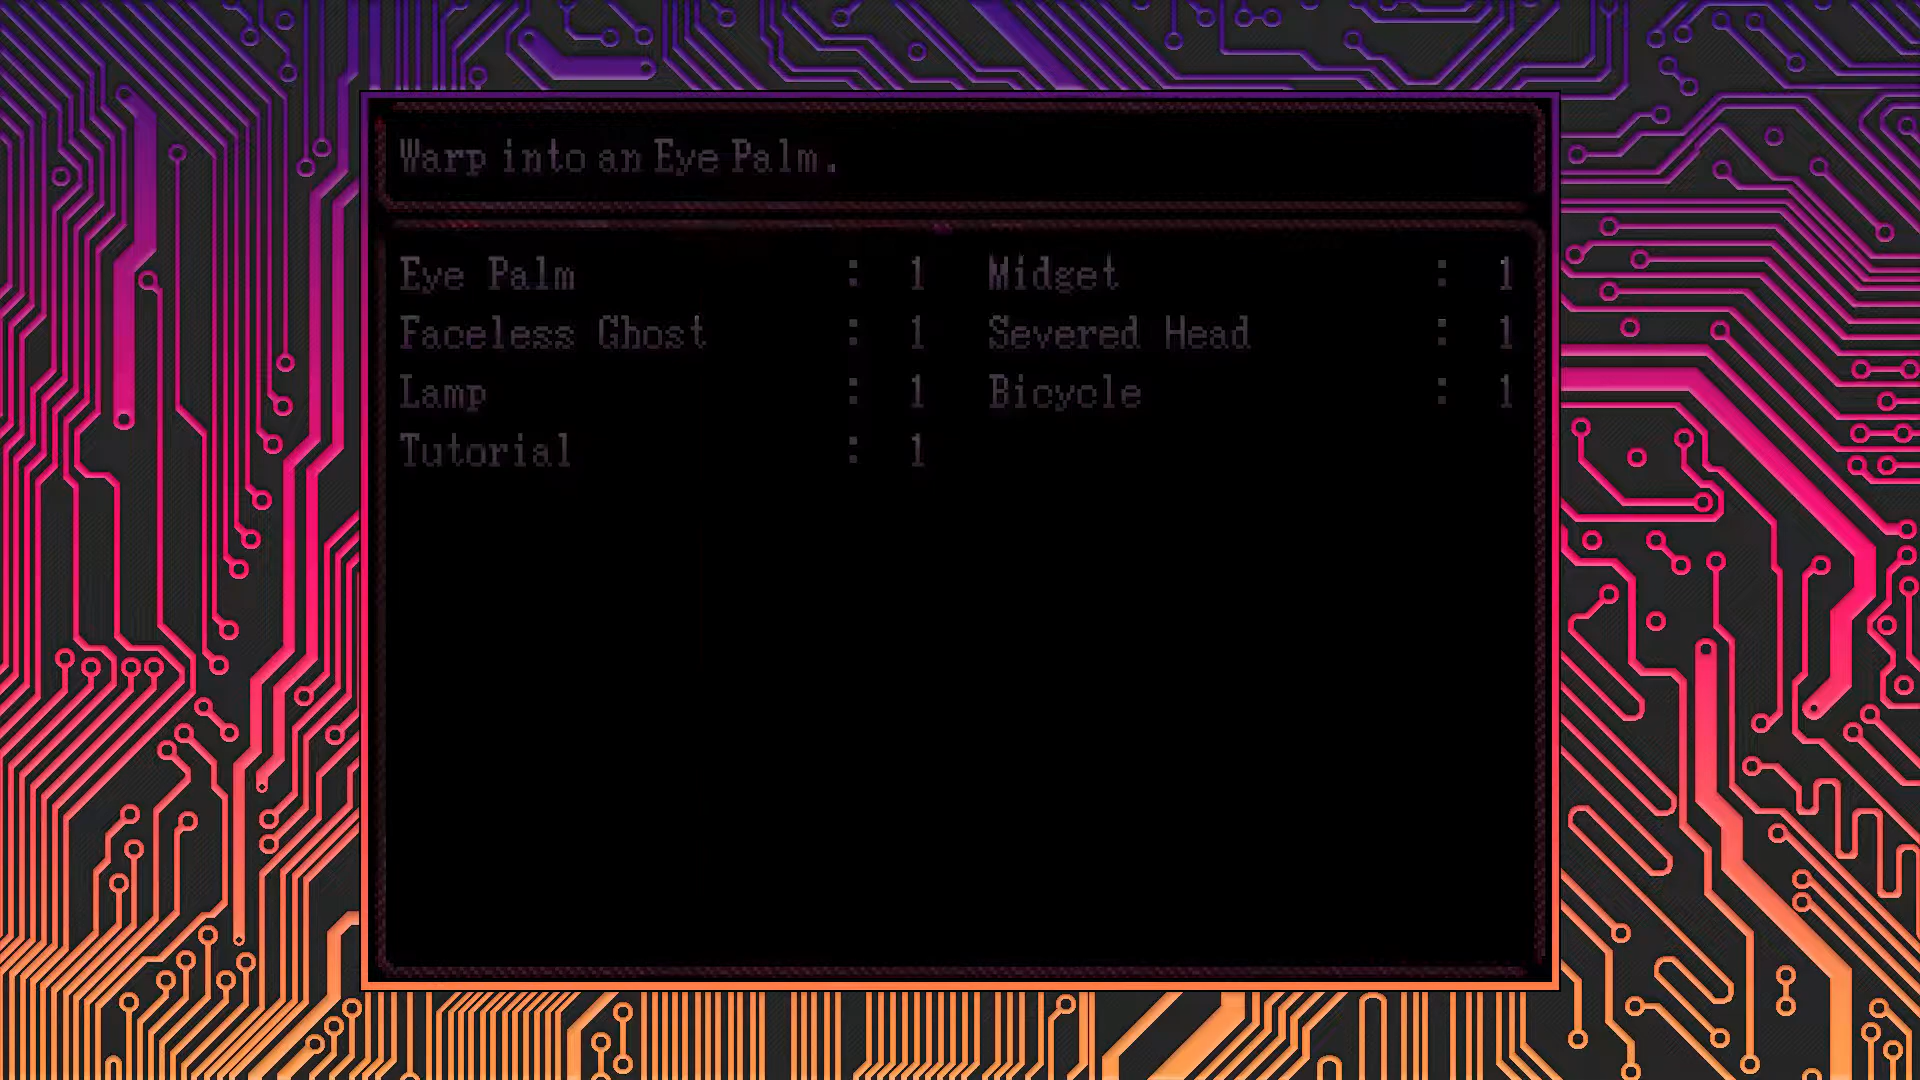 Warp into an Eye Palm.
Eye Palm : 1 Midget : 1
Faceless Ghost : 1 Severed Head : 1
Lamp : 1 Bicycle : 1
Tutorial : 1